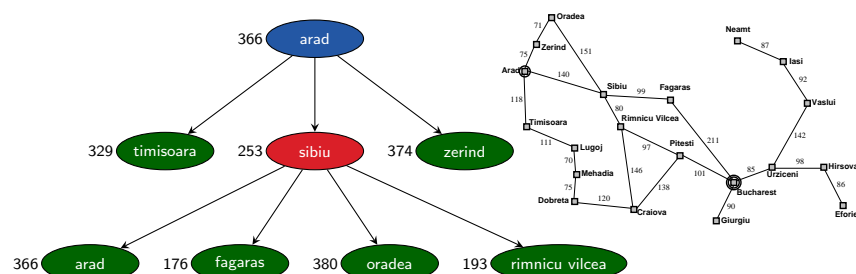 366 arad
329 timisoara
253 sibiu
374 zerind
366 arad
176 fagaras
380 oradea
193 rimnicu vilcea
Oradea
71
Neamt
Zerind
87
151
Iasi
75
Arad
140
92
Sibiu
99
Fagaras
118
80
Vaslui
Timisoara
Rimnicu Vilcea
142
111
Lugoj
97
Pitesti
211
70
98
Hirsova
85
Mehadia
146
101
Urziceni
75
138
86
Bucharest
Dobreta
120
90
Craiova
Eforie
Giurgiu